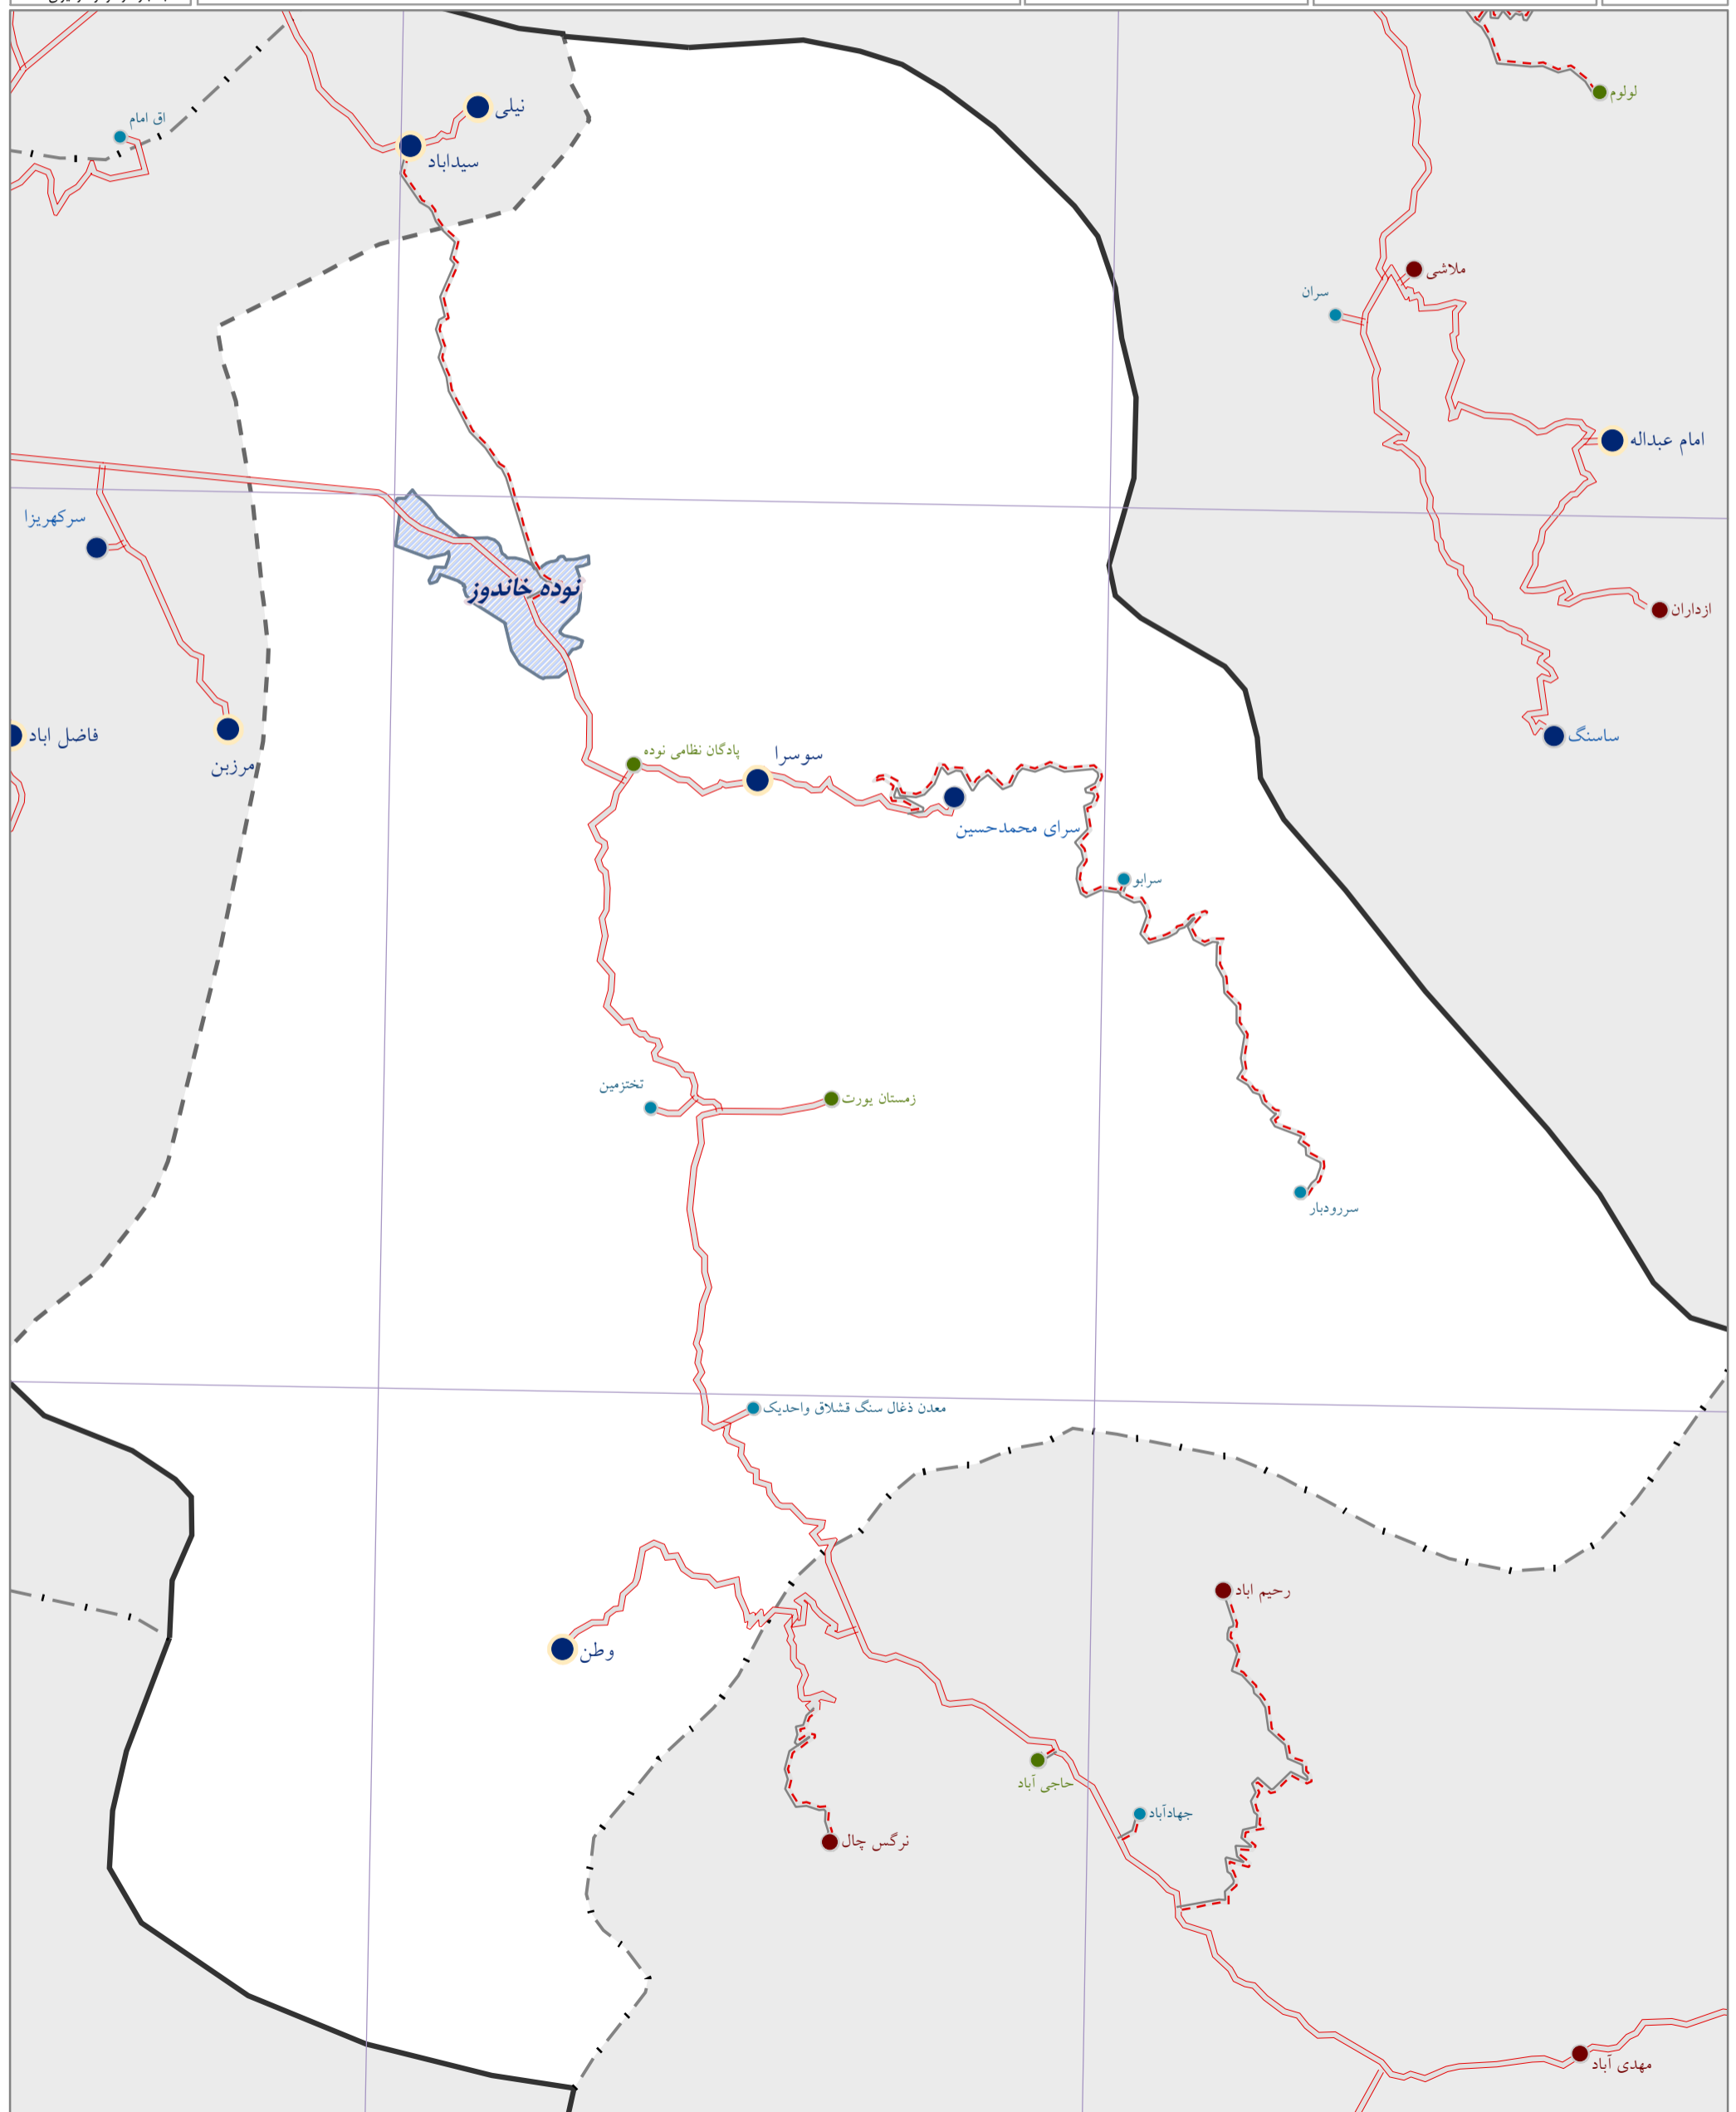 لولوم
نیلی
اق امام
سیداباد
ملاشی
سران
امام عبداله
سرکهریزا
نوده خاندوز
ازداران
فاضل اباد
ساسنگ
پادگان نظامی نوده
سوسرا
مرزبن
سرای محمدحسین
سرابو
تختزمین
زمستان یورت
سررودبار
معدن ذغال سنگ قشلاق واحدیک
رحیم اباد
وطن
حاجی آباد
جهادآباد
نرگس چال
مهدی آباد